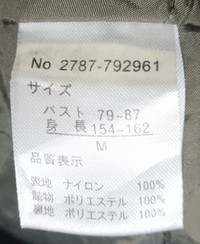 No 2787-792961
サイズ
バスト 79~87
身長 154~162
M
品質表示
表地 ナイロン 100%
ポリエステル 100%
裏地 ポリエステル 100%